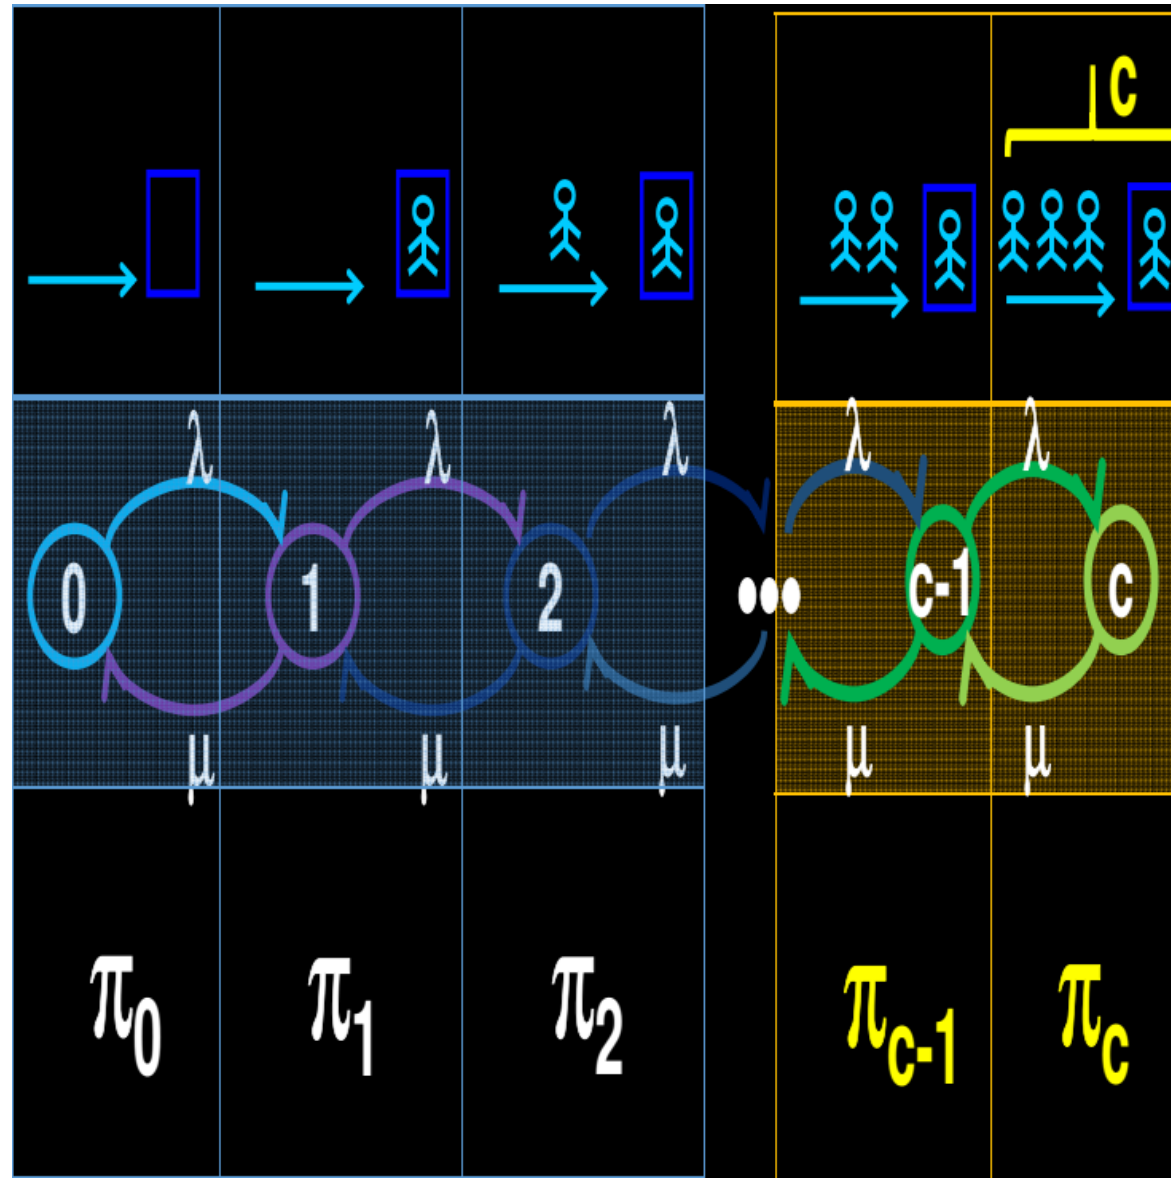 c
λ λ λ λ λ
0 1 2 ••• c-1 c
μ μ μ μ μ
π0 π1 π2 πc-1 πc